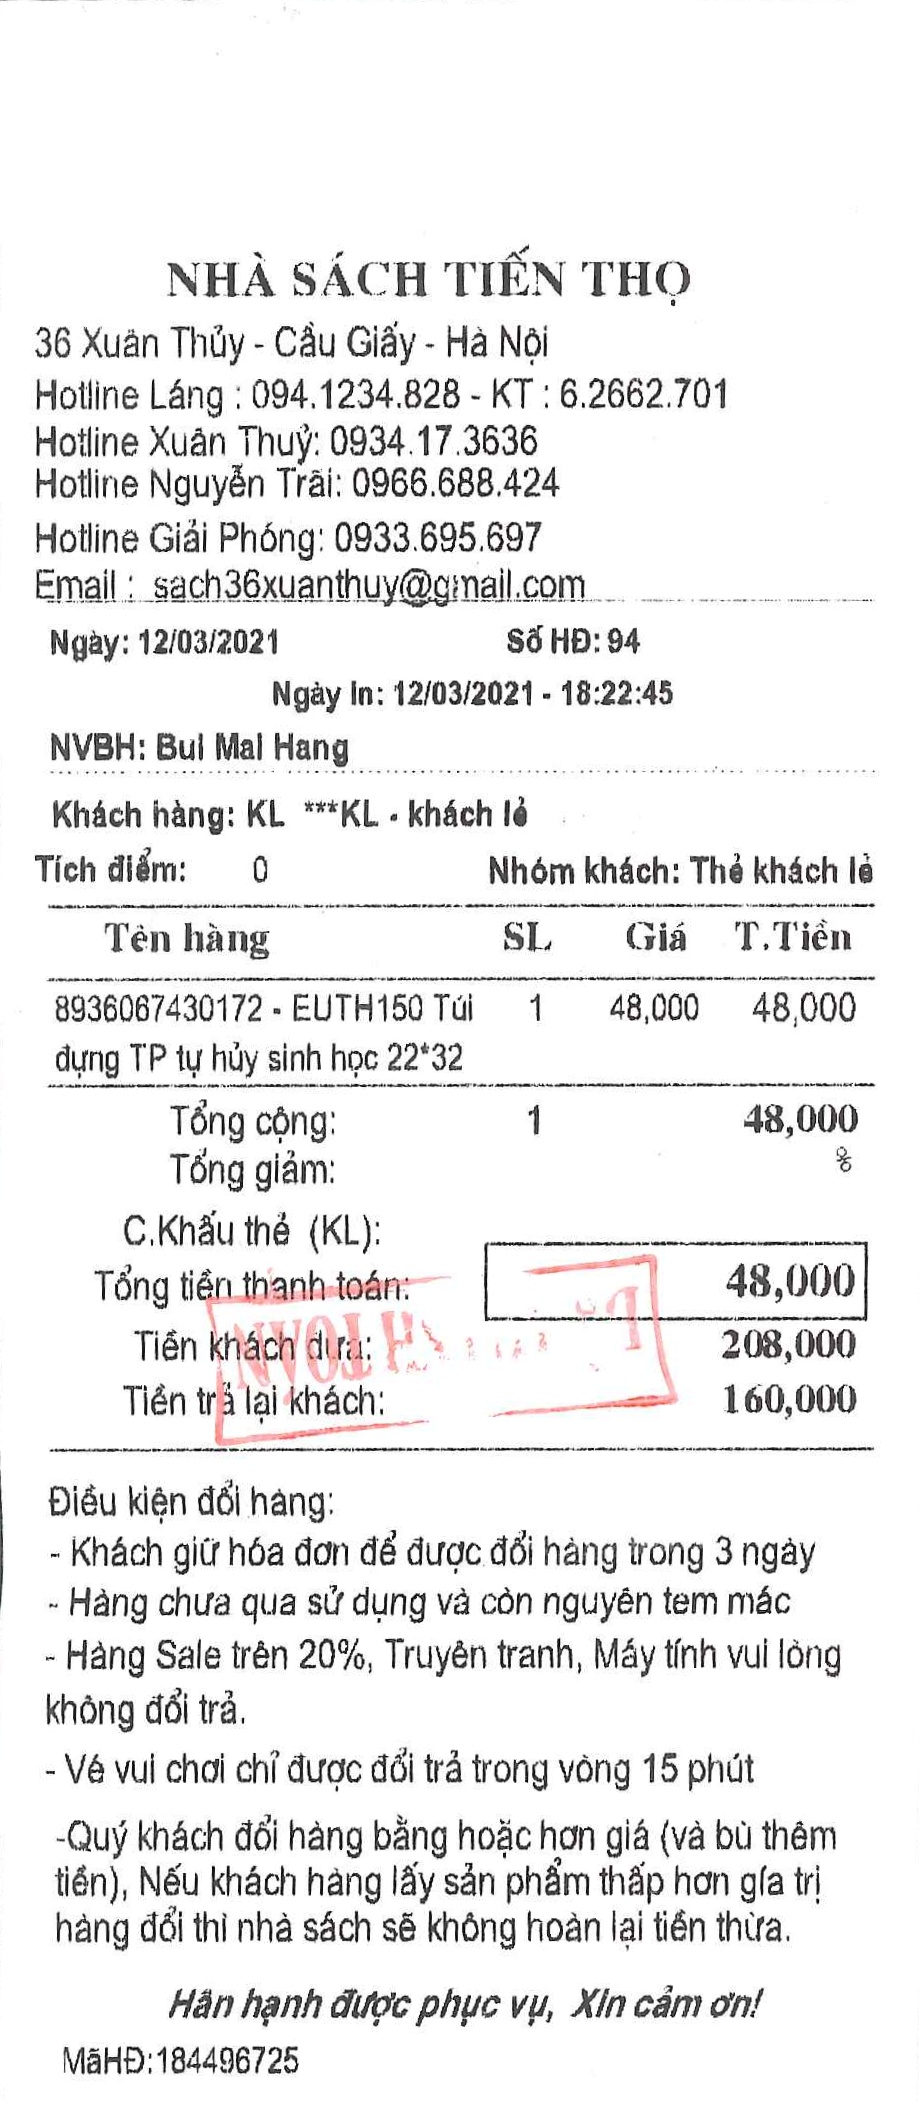 NHÀ SÁCH TIẾN THỌ
36 Xuân Thủy - Cầu Giấy - Hà Nội
Hotline Láng : 094.1234.828 - KT : 6.2662.701
Hotline Xuân Thuỷ: 0934.17.3636
Hotline Nguyễn Trãi: 0966.688.424
Hotline Giải Phóng: 0933.695.697
Email : sach36xuanthuy@gmail.com
Ngày: 12/03/2021 Số HĐ: 94
Ngày In: 12/03/2021 - 18:22:45
NVBH: Bui Mai Hang
Khách hàng: KL ***KL - khách lẻ
Tích điểm: 0 Nhóm khách: Thẻ khách lẻ
Tên hàng SL Giá T.Tiền
8936067430172 - EUTH150 Túi 1 48,000 48,000
đựng TP tự hủy sinh học 22*32
Tổng cộng: 1 48,000
Tổng giảm: %
C.Khấu thẻ (KL):
Tổng tiền thanh toán: 48,000
Tiền khách đưa: 208,000
Tiền trả lại khách: 160,000
Điều kiện đổi hàng:
- Khách giữ hóa đơn để được đổi hàng trong 3 ngày
- Hàng chưa qua sử dụng và còn nguyên tem mác
- Hàng Sale trên 20%, Truyên tranh, Máy tính vui lòng
không đổi trả.
- Vé vui chơi chỉ được đổi trả trong vòng 15 phút
-Quý khách đổi hàng bằng hoặc hơn giá (và bù thêm
tiền), Nếu khách hàng lấy sản phẩm thấp hơn gía trị
hàng đổi thì nhà sách sẽ không hoàn lại tiền thừa.
Hân hạnh được phục vụ, Xin cảm ơn!
MãHĐ:184496725